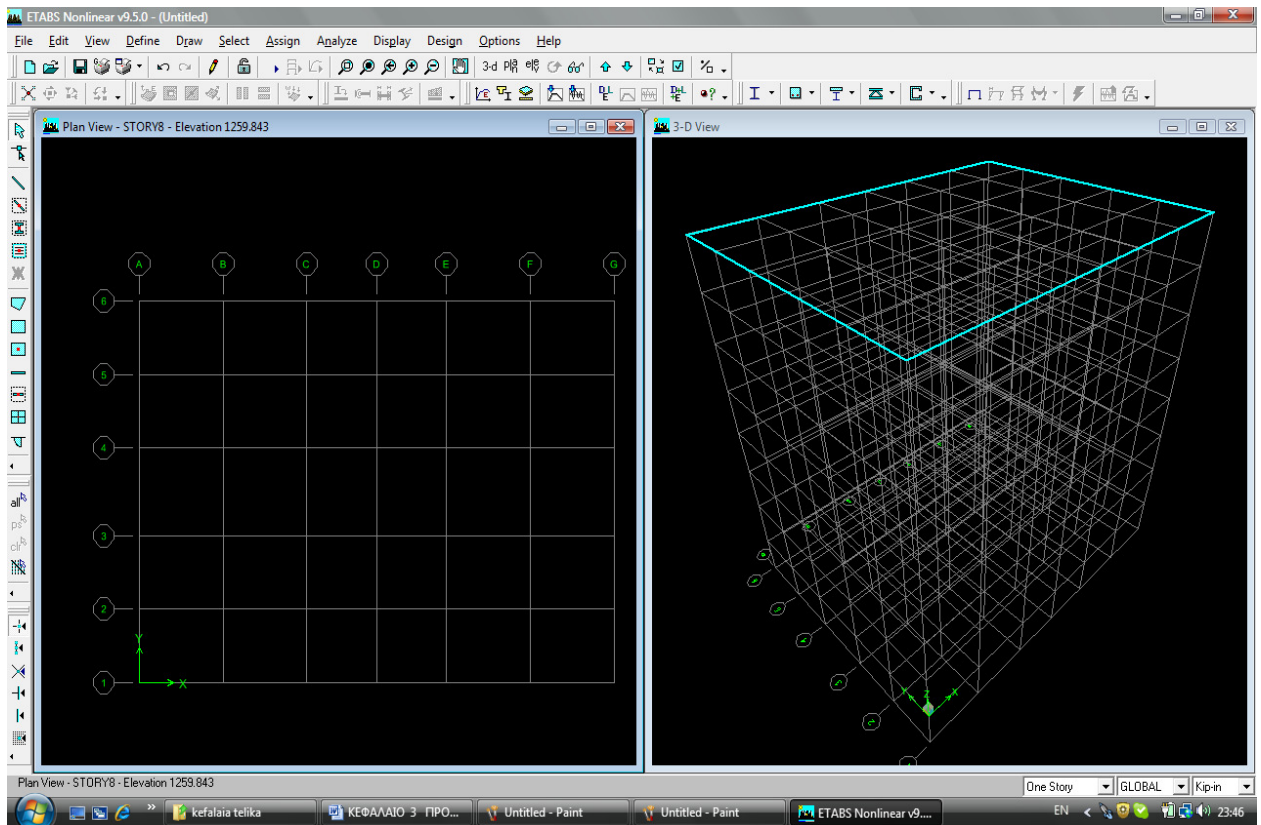 ETABS Nonlinear v9.5.0 - (Untitled)
File Edit View Define Draw Select Assign Analyze Display Design Options Help
3-d
Plan View - STORY8 - Elevation 1259.843
3-D View
A B C D E F G
6
5
4
3
2
1
Y
X
Y Z X
all
ps
clr
Plan View - STORY8 - Elevation 1259.843
One Story GLOBAL Kip-in
kefalaia telika
ΚΕΦΑΛΑΙΟ 3 ΠΡΟ...
Untitled - Paint
Untitled - Paint
ETABS Nonlinear v9....
EN
23:46